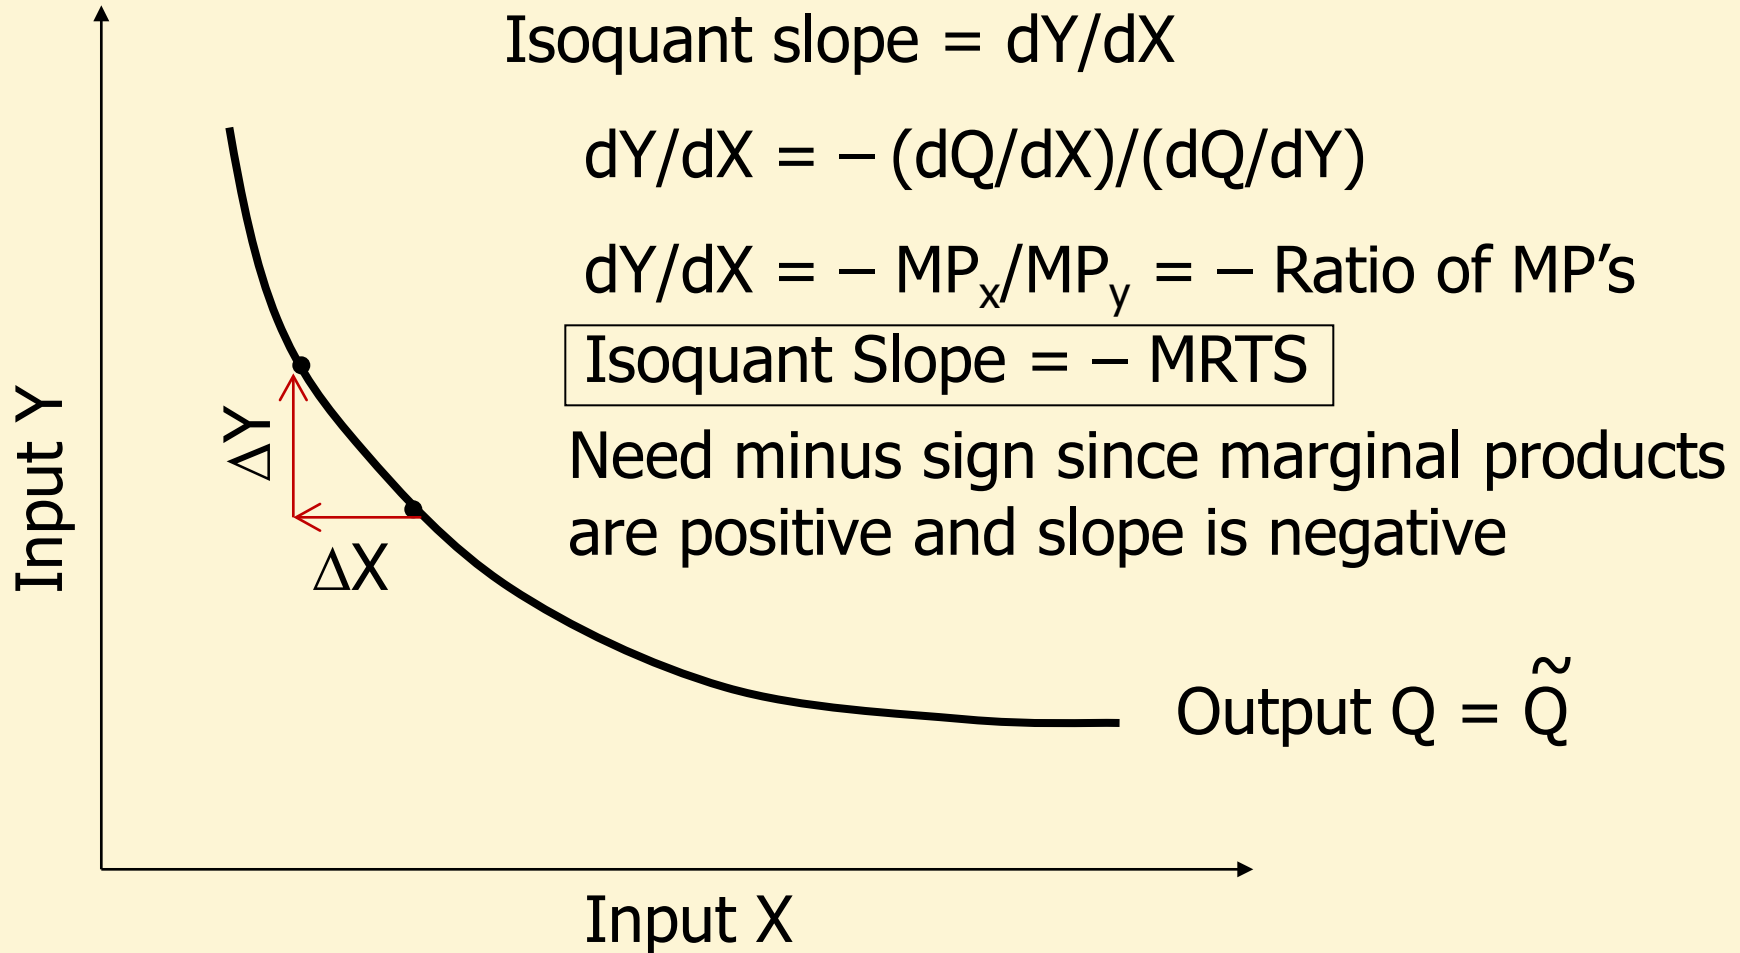 Isoquant slope = dY/dX
dY/dX = – (dQ/dX)/(dQ/dY)
dY/dX = – MPx/MPy = – Ratio of MP’s
Isoquant Slope = – MRTS
Need minus sign since marginal products
are positive and slope is negative
Input Y
ΔY
ΔX
Output Q = Q̃
Input X